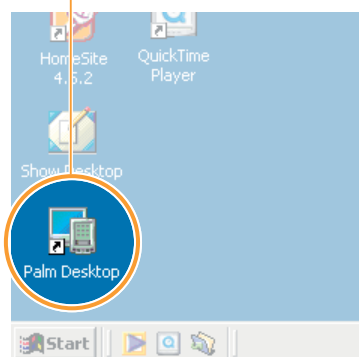 HomeSite
4.5.2
QuickTime
Player
Show Desktop
Palm Desktop
Start